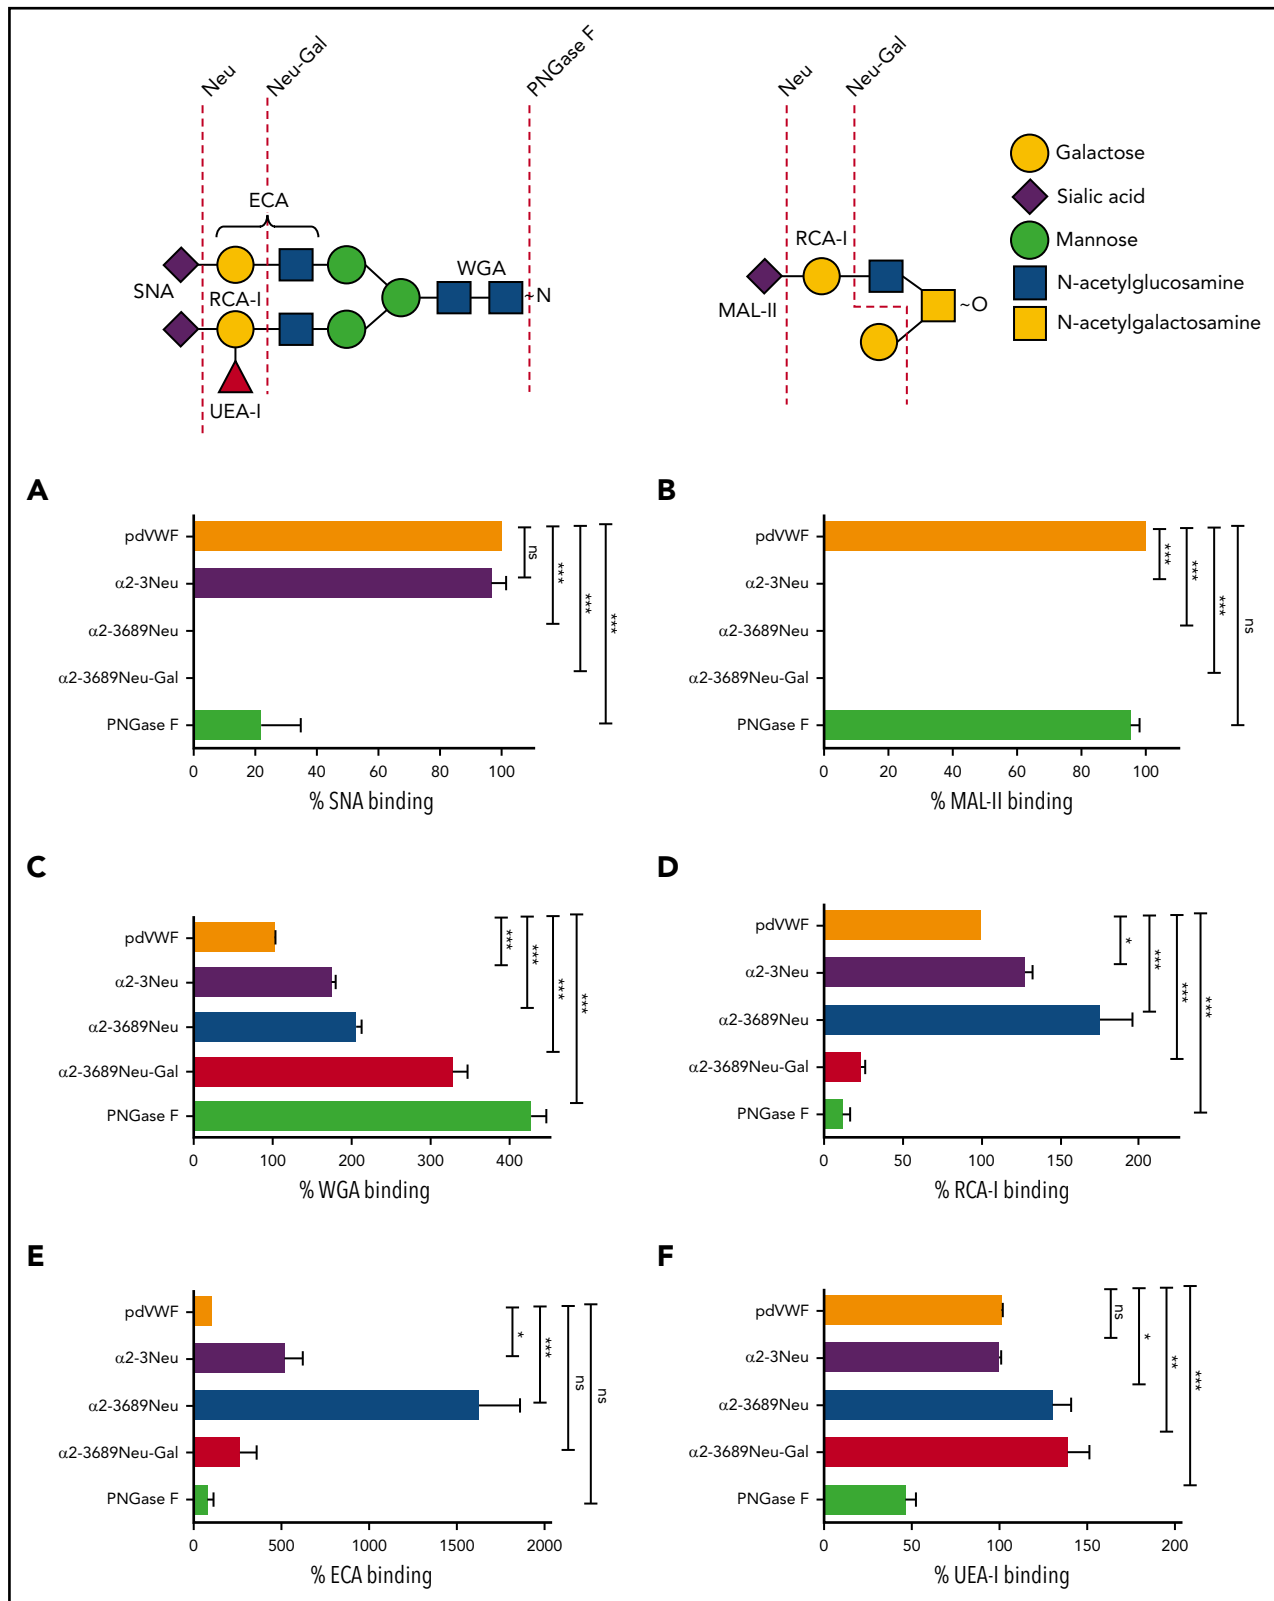 Neu
Neu-Gal
PNGase F
ECA
SNA
RCA-I
UEA-I
WGA
~N
Neu
Neu-Gal
RCA-I
MAL-II
~O
Galactose
Sialic acid
Mannose
N-acetylglucosamine
N-acetylgalactosamine
A
pdVWF
α2-3Neu
α2-3689Neu
α2-3689Neu-Gal
PNGase F
ns
***
***
***
0 20 40 60 80 100
% SNA binding
B
pdVWF
α2-3Neu
α2-3689Neu
α2-3689Neu-Gal
PNGase F
***
***
***
ns
0 20 40 60 80 100
% MAL-II binding
C
pdVWF
α2-3Neu
α2-3689Neu
α2-3689Neu-Gal
PNGase F
***
***
***
***
0 100 200 300 400
% WGA binding
D
pdVWF
α2-3Neu
α2-3689Neu
α2-3689Neu-Gal
PNGase F
*
***
***
***
0 50 100 150 200
% RCA-I binding
E
pdVWF
α2-3Neu
α2-3689Neu
α2-3689Neu-Gal
PNGase F
*
***
ns
ns
0 500 1000 1500 2000
% ECA binding
F
pdVWF
α2-3Neu
α2-3689Neu
α2-3689Neu-Gal
PNGase F
ns
*
**
***
0 50 100 150 200
% UEA-I binding